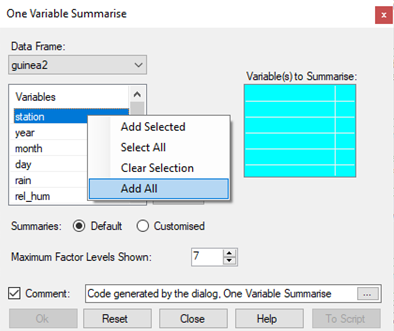 One Variable Summarise
x
Data Frame:
guinea2
Variable(s) to Summarise:
Variables
station
year
month
day
rain
rel_hum
Add Selected
Select All
Clear Selection
Add All
Summaries: Default Customised
Maximum Factor Levels Shown: 7
Comment: Code generated by the dialog, One Variable Summarise ...
Ok Reset Close Help To Script